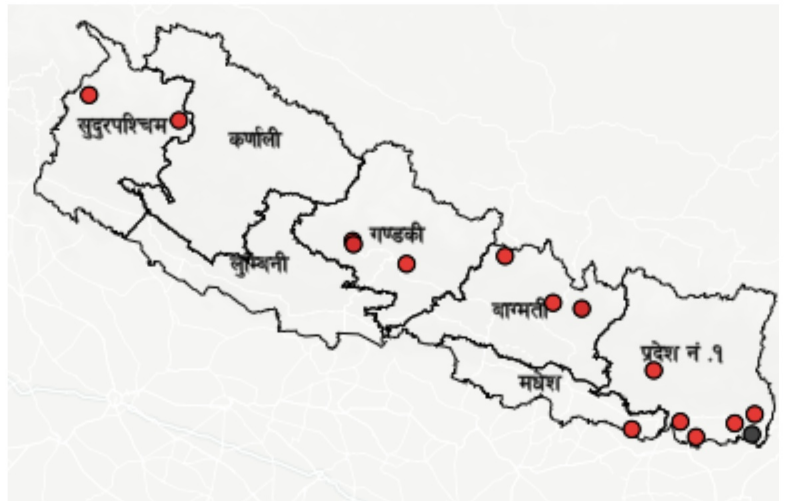 सुदुरपश्चिम
कर्णाली
गण्डकी
लुम्बिनी
बाग्मती
प्रदेश नं .१
मधेश